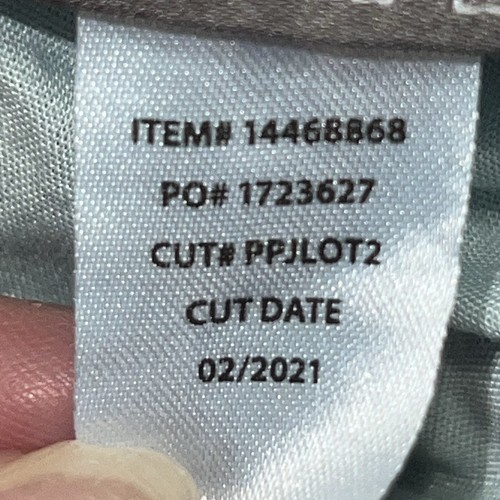 ITEM# 14468868
PO# 1723627
CUT# PPJLOT2
CUT DATE
02/2021